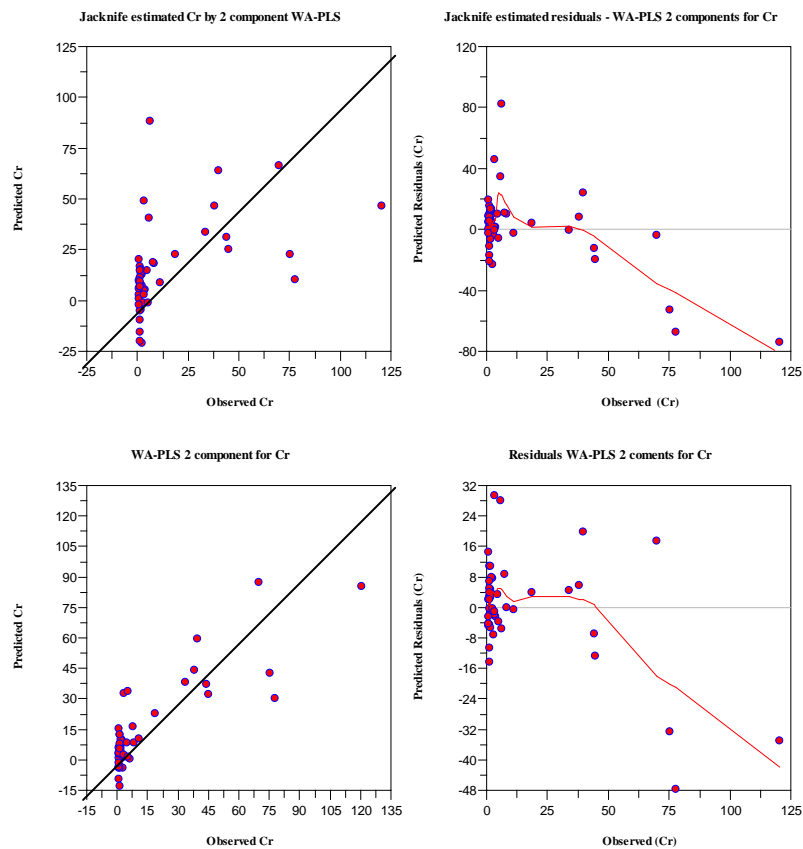 Jacknife estimated Cr by 2 component WA-PLS
125
100
75
50
25
0
-25
-25 0 25 50 75 100 125
Predicted Cr
Observed Cr
Jacknife estimated residuals - WA-PLS 2 components for Cr
120
80
40
0
-40
-80
0 25 50 75 100 125
Predicted Residuals (Cr)
Observed (Cr)
WA-PLS 2 component for Cr
135
120
105
90
75
60
45
30
15
0
-15
-15 0 15 30 45 60 75 90 105 120 135
Predicted Cr
Observed Cr
Residuals WA-PLS 2 coments for Cr
32
24
16
8
0
-8
-16
-24
-32
-40
-48
0 25 50 75 100 125
Predicted Residuals (Cr)
Observed (Cr)